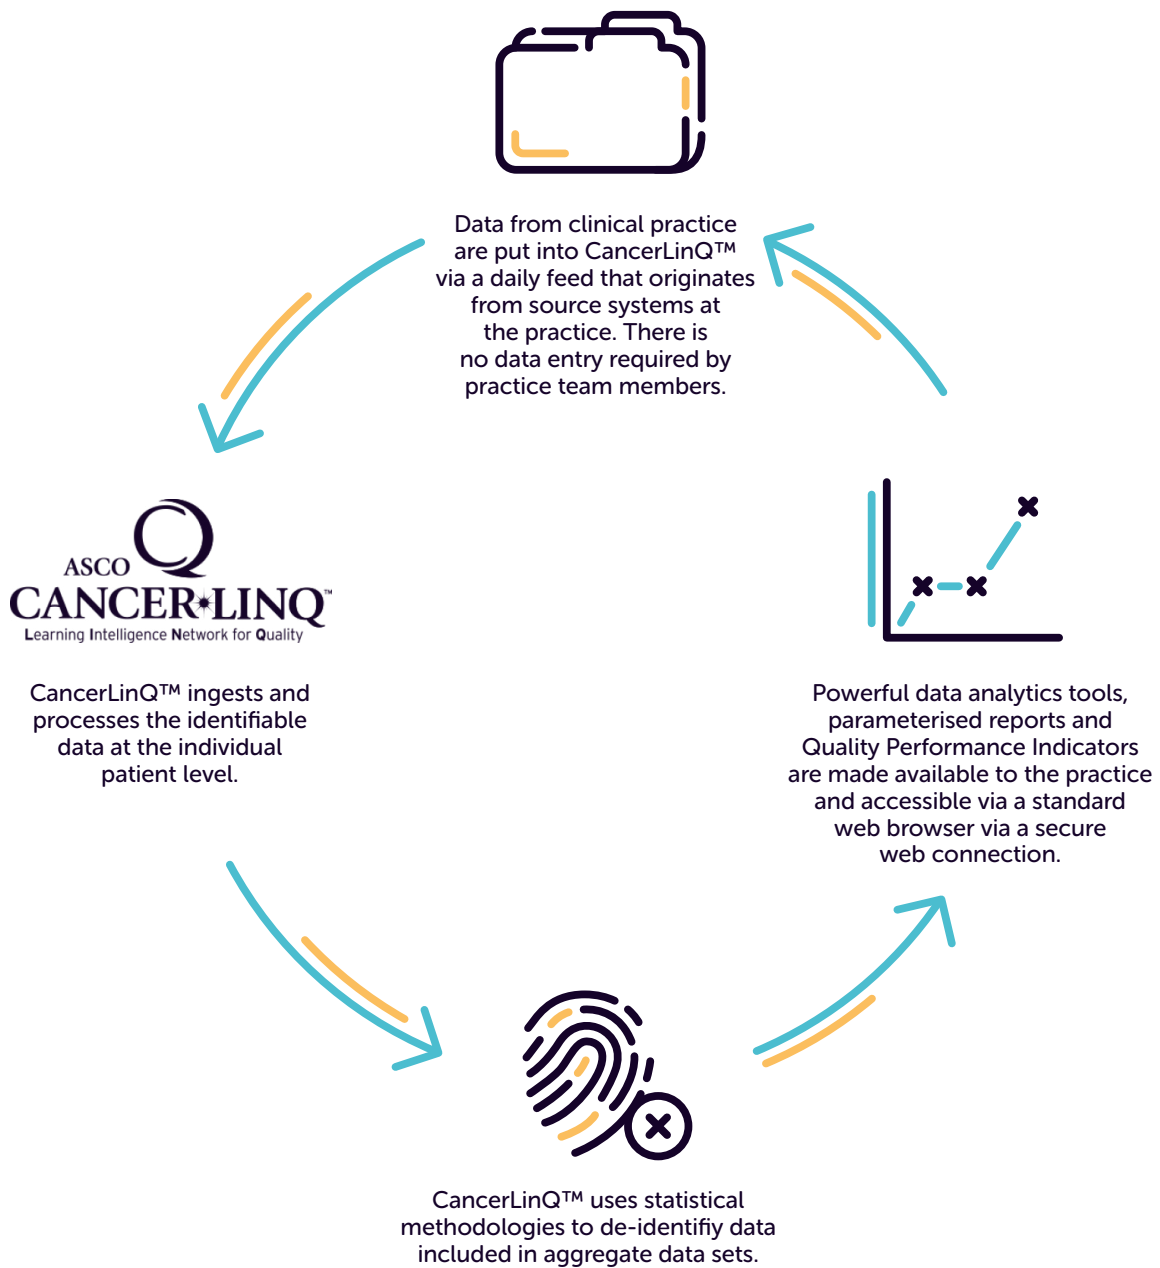 Data from clinical practice
are put into CancerLinQ™
via a daily feed that originates
from source systems at
the practice. There is
no data entry required by
practice team members.
ASCO
CANCER LINQ™
Learning Intelligence Network for Quality
CancerLinQ™ ingests and
processes the identifiable
data at the individual
patient level.
Powerful data analytics tools,
parameterised reports and
Quality Performance Indicators
are made available to the practice
and accessible via a standard
web browser via a secure
web connection.
CancerLinQ™ uses statistical
methodologies to de-identifiy data
included in aggregate data sets.